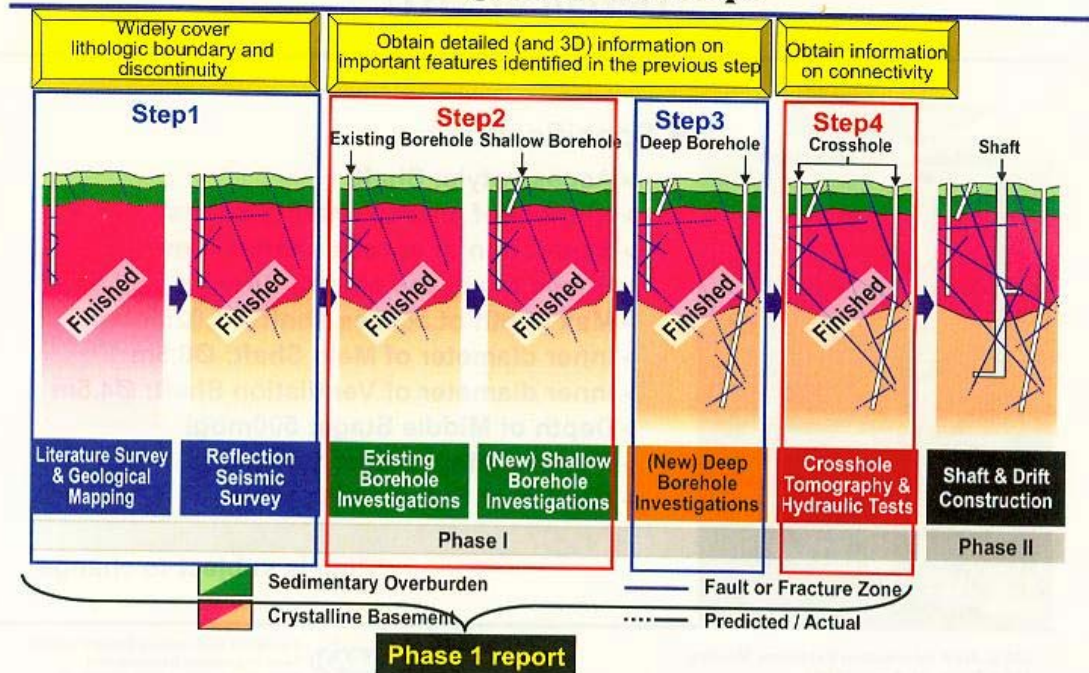 Widely cover
lithologic boundary and
discontinuity
Obtain detailed (and 3D) information on
important features identified in the previous step
Obtain information
on connectivity
Step1
Step2
Step3
Step4
Existing Borehole
Shallow Borehole
Deep Borehole
Crosshole
Shaft
Finished
Finished
Finished
Finished
Finished
Finished
Literature Survey
& Geological
Mapping
Reflection
Seismic
Survey
Existing
Borehole
Investigations
(New) Shallow
Borehole
Investigations
(New) Deep
Borehole
Investigations
Crosshole
Tomography &
Hydraulic Tests
Shaft & Drift
Construction
Phase I
Phase II
Sedimentary Overburden
Fault or Fracture Zone
Crystalline Basement
Predicted / Actual
Phase 1 report